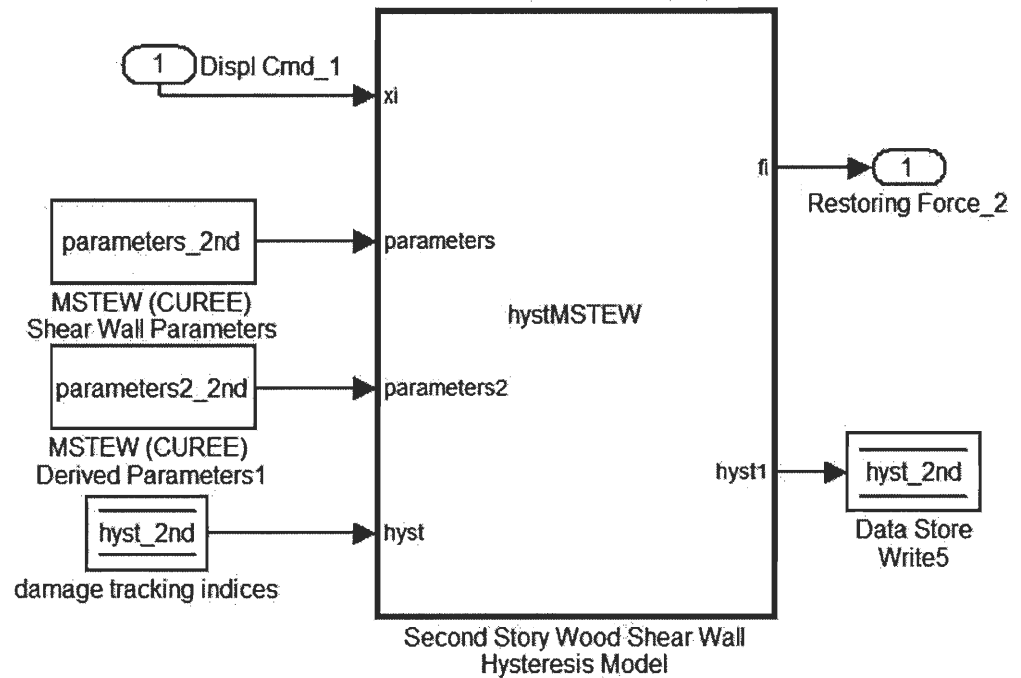 1
Displ Cmd_1
xi
fi
1
Restoring Force_2
parameters_2nd
parameters
MSTEW (CUREE)
Shear Wall Parameters
hystMSTEW
parameters2_2nd
parameters2
MSTEW (CUREE)
Derived Parameters1
hyst1
hyst_2nd
Data Store
Write5
hyst_2nd
hyst
damage tracking indices
Second Story Wood Shear Wall
Hysteresis Model